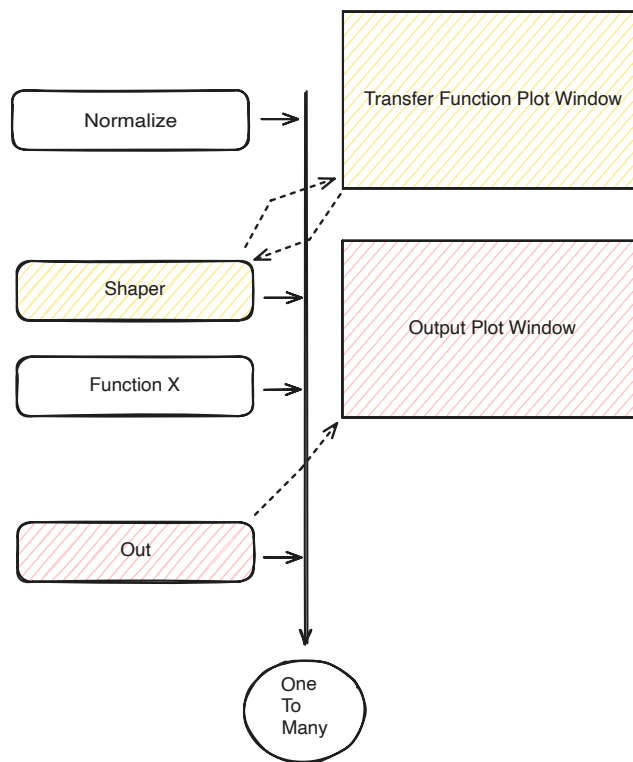 Transfer Function Plot Window
Normalize
Shaper
Output Plot Window
Function X
Out
One
To
Many